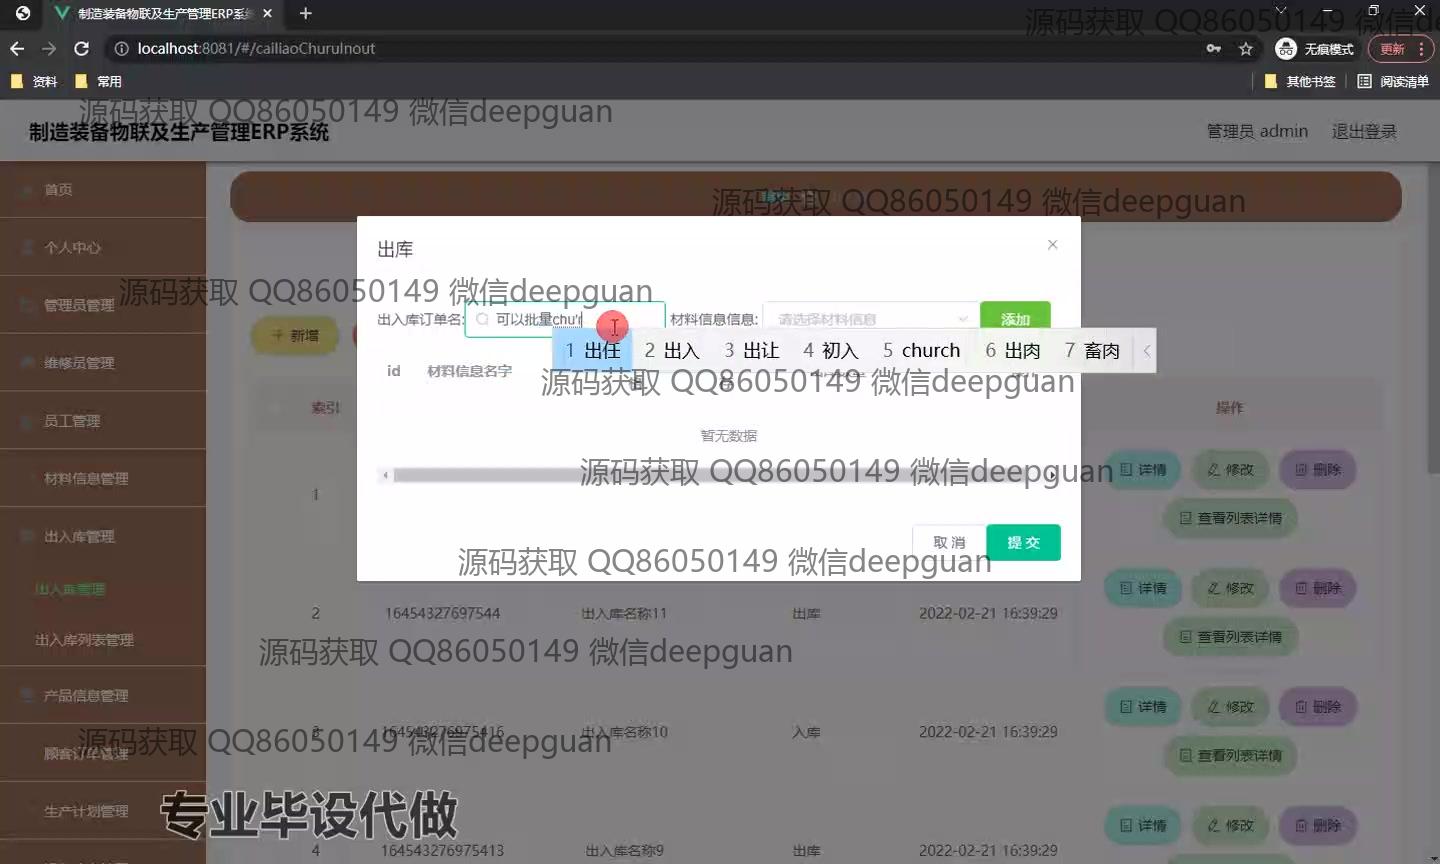 制造装备物联及生产管理ERP系统
localhost:8081/#/cailiaoChuruInout
无痕模式
更新
资料
常用
其他书签
阅读清单
源码获取 QQ86050149 微信deepguan
源码获取 QQ86050149 微信deepguan
制造装备物联及生产管理ERP系统
管理员 admin
退出登录
首页
源码获取 QQ86050149 微信deepguan
个人中心
出库
源码获取 QQ86050149 微信deepguan
管理员管理
新增
出入库订单名:
可以批量chu'r
材料信息信息:
请选择材料信息
添加
1 出任 2 出入 3 出让 4 初入 5 church 6 出肉 7 畜肉
维修员管理
id
材料信息名字
源码获取 QQ86050149 微信deepguan
索引
操作
员工管理
暂无数据
材料信息管理
源码获取 QQ86050149 微信deepguan
1
详情
修改
删除
查看列表详情
出入库管理
取 消
提 交
源码获取 QQ86050149 微信deepguan
出入库管理
2
16454327697544
出入库名称11
出库
2022-02-21 16:39:29
详情
修改
删除
查看列表详情
出入库列表管理
源码获取 QQ86050149 微信deepguan
产品信息管理
3
164543276975416
出入库名称10
入库
2022-02-21 16:39:29
详情
修改
删除
查看列表详情
源码获取 QQ86050149 微信deepguan
顾客订单管理
生产计划管理
专业毕设代做
4
164543276975413
出入库名称9
出库
2022-02-21 16:39:29
详情
修改
删除